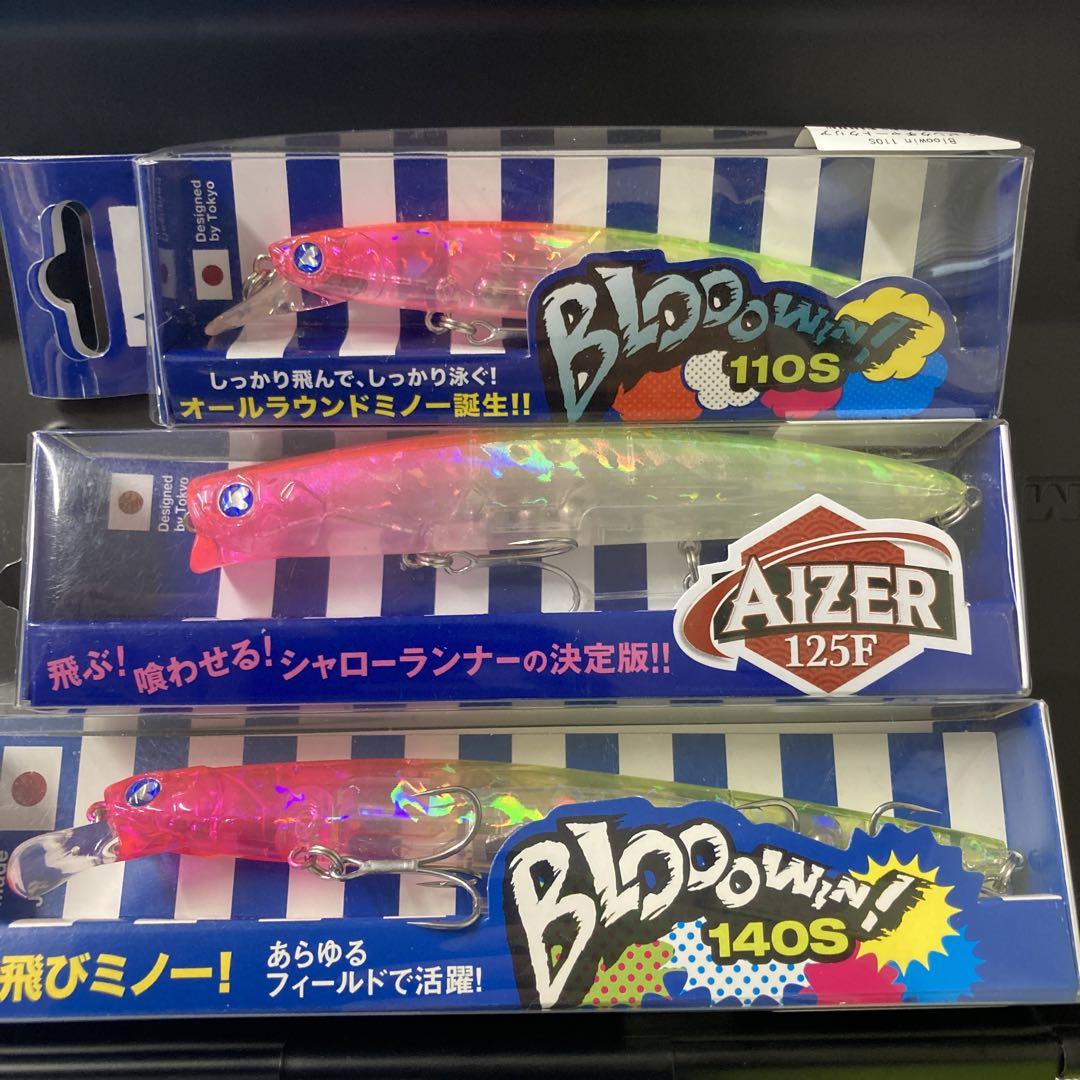 Bloowin 110S
Designed
by Tokyo
BLOOOWIN!
110S
しっかり飛んで、しっかり泳ぐ!
オールラウンドミノー誕生!!
Designed
by Tokyo
AIZER
125F
飛ぶ! 喰わせる! シャローランナーの決定版!!
BLOOOWIN!
140S
飛びミノー!
あらゆる
フィールドで活躍!